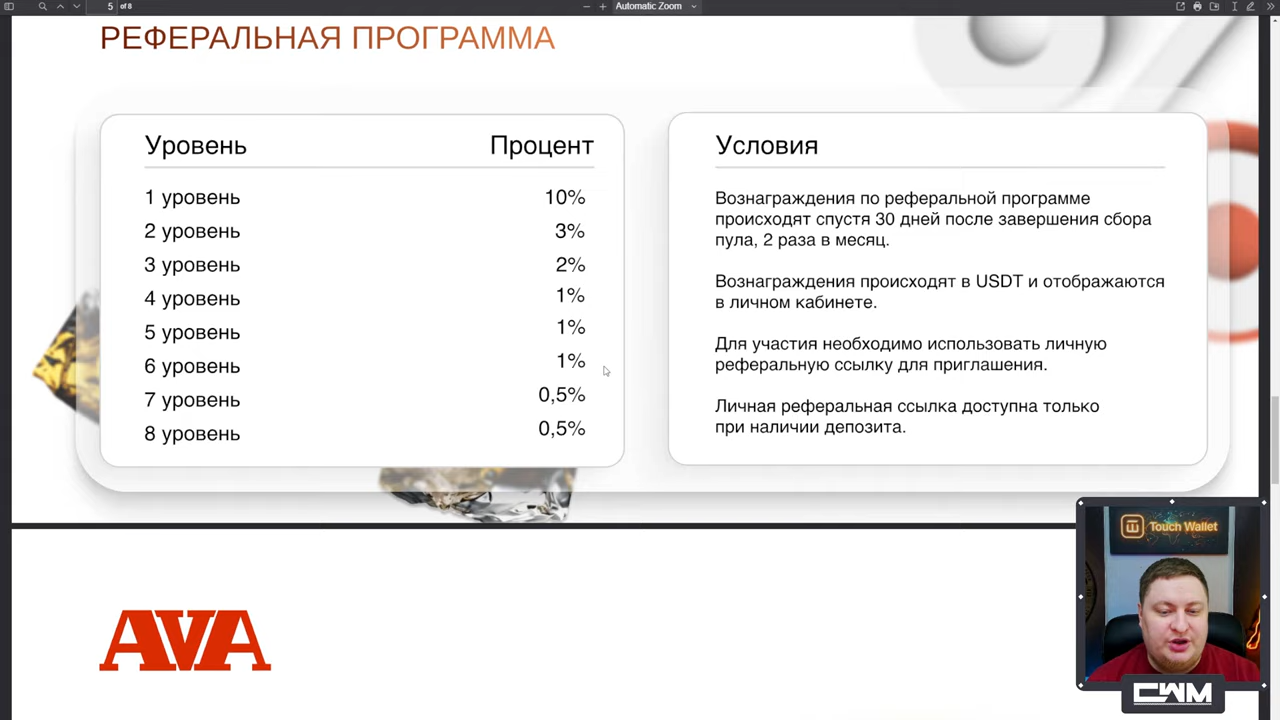 5 of 8
Automatic Zoom
РЕФЕРАЛЬНАЯ ПРОГРАММА
Уровень Процент
1 уровень 10%
2 уровень 3%
3 уровень 2%
4 уровень 1%
5 уровень 1%
6 уровень 1%
7 уровень 0,5%
8 уровень 0,5%
Условия
Вознаграждения по реферальной программе
происходят спустя 30 дней после завершения сбора
пула, 2 раза в месяц.
Вознаграждения происходят в USDT и отображаются
в личном кабинете.
Для участия необходимо использовать личную
реферальную ссылку для приглашения.
Личная реферальная ссылка доступна только
при наличии депозита.
AVA
Touch Wallet
CWM